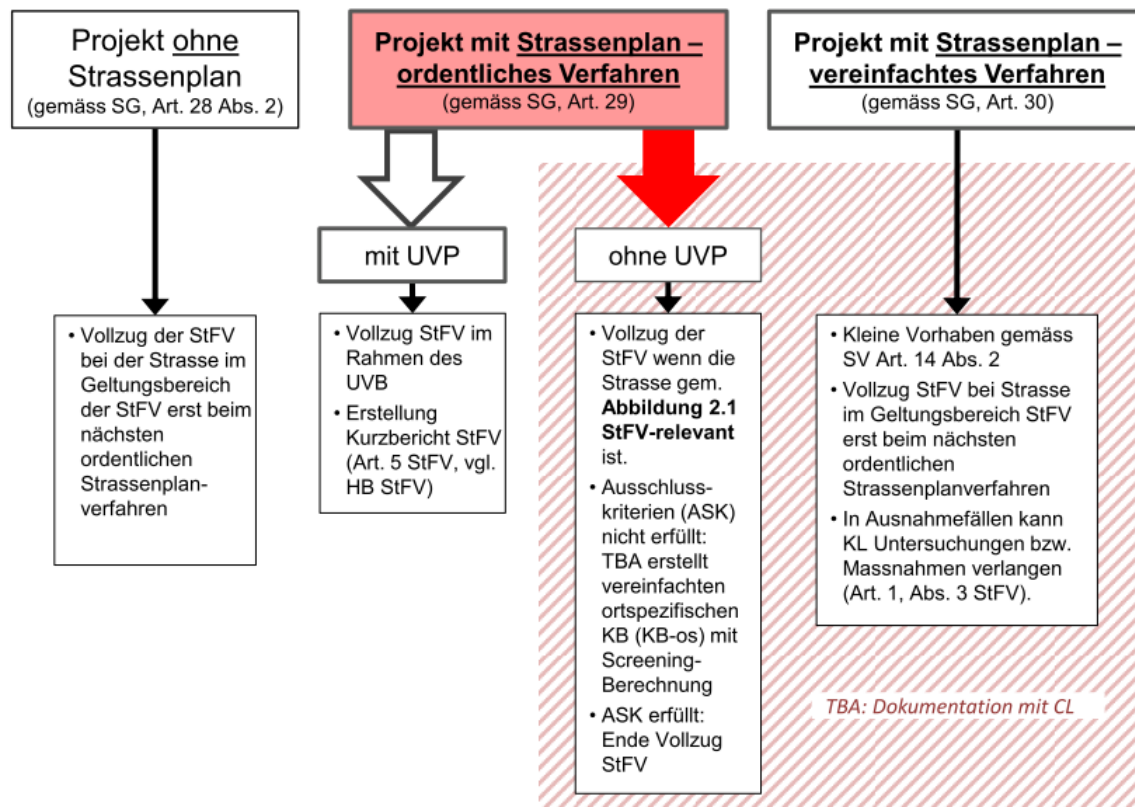 Projekt ohne
Strassenplan
(gemäss SG, Art. 28 Abs. 2)
Projekt mit Strassenplan –
ordentliches Verfahren
(gemäss SG, Art. 29)
Projekt mit Strassenplan –
vereinfachtes Verfahren
(gemäss SG, Art. 30)
mit UVP
ohne UVP
• Vollzug der StFV
bei der Strasse im
Geltungsbereich
der StFV erst beim
nächsten
ordentlichen
Strassenplan-
verfahren
• Vollzug StFV im
Rahmen des
UVB
• Erstellung
Kurzbericht StFV
(Art. 5 StFV, vgl.
HB StFV)
• Vollzug der
StFV wenn die
Strasse gem.
Abbildung 2.1
StFV-relevant
ist.
• Ausschluss-
kriterien (ASK)
nicht erfüllt:
TBA erstellt
vereinfachten
ortspezifischen
KB (KB-os) mit
Screening-
Berechnung
• ASK erfüllt:
Ende Vollzug
StFV
• Kleine Vorhaben gemäss
SV Art. 14 Abs. 2
• Vollzug StFV bei Strasse
im Geltungsbereich StFV
erst beim nächsten
ordentlichen
Strassenplanverfahren
• In Ausnahmefällen kann
KL Untersuchungen bzw.
Massnahmen verlangen
(Art. 1, Abs. 3 StFV).
TBA: Dokumentation mit CL